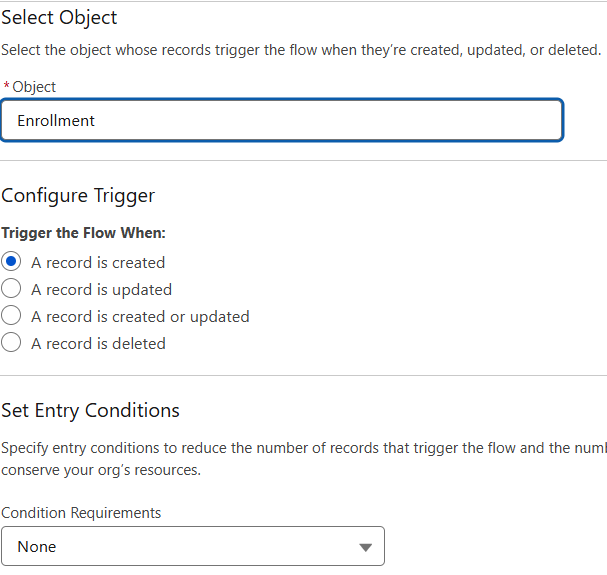 Select Object
Select the object whose records trigger the flow when they're created, updated, or deleted.
* Object
Enrollment
Configure Trigger
Trigger the Flow When:
A record is created
A record is updated
A record is created or updated
A record is deleted
Set Entry Conditions
Specify entry conditions to reduce the number of records that trigger the flow and the
conserve your org's resources.
Condition Requirements
None